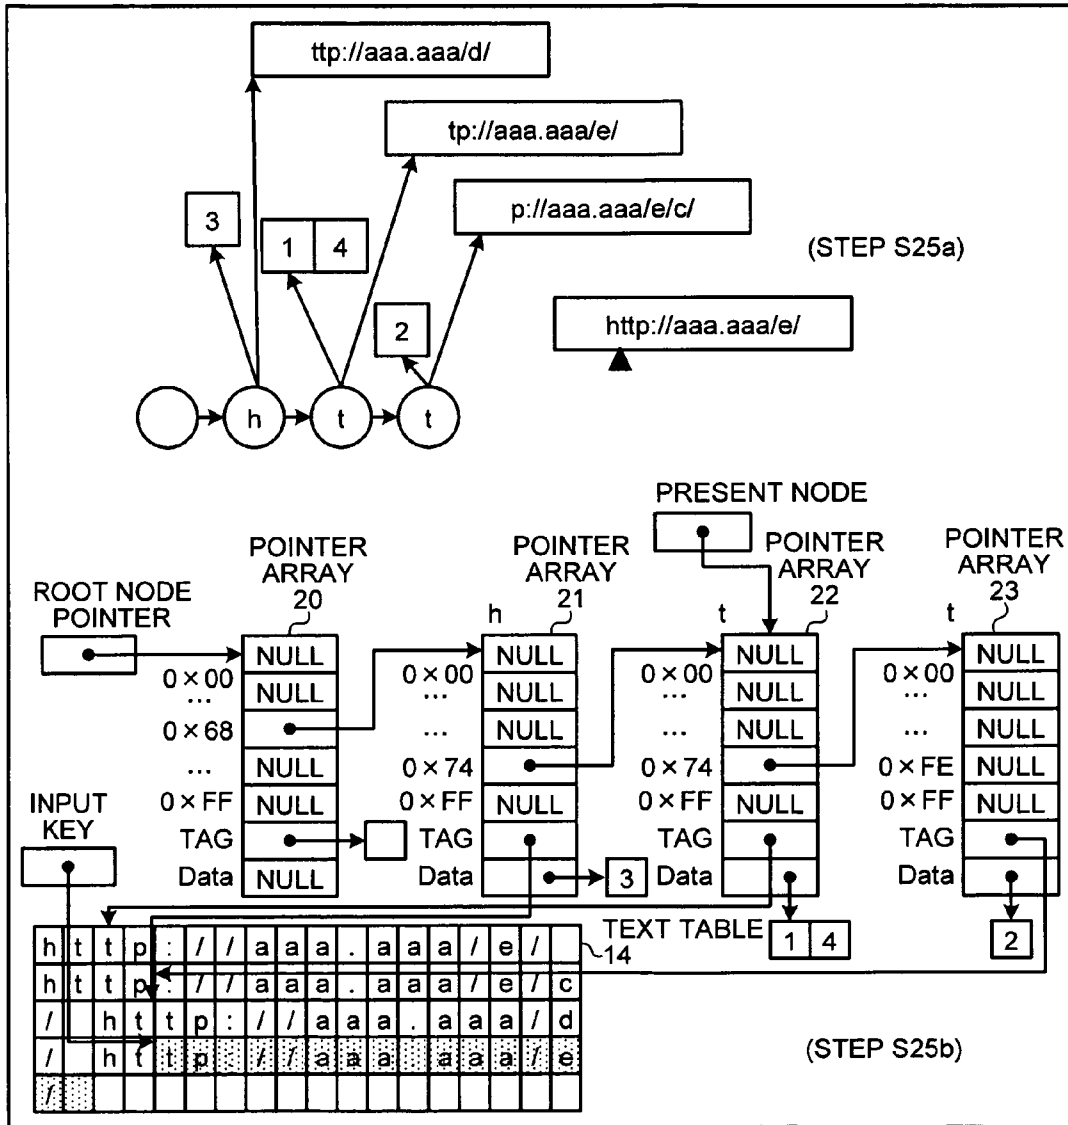 ttp://aaa.aaa/d/
tp://aaa.aaa/e/
p://aaa.aaa/e/c/
3
1 4
(STEP S25a)
2
http://aaa.aaa/e/
h t t
PRESENT NODE
ROOT NODE
POINTER
POINTER
ARRAY
20
POINTER
ARRAY
21
POINTER
ARRAY
22
POINTER
ARRAY
23
h t t
NULL NULL NULL NULL
0×00 0×00 0×00 0×00
... NULL ... NULL ... NULL ... NULL
0×68 ... NULL ... NULL ... NULL
... NULL 0×74 0×74 0×FE NULL
0×FF NULL 0×FF NULL 0×FF NULL 0×FF NULL
INPUT
KEY
TAG TAG TAG TAG
Data NULL Data 3 Data Data
TEXT TABLE
14
1 4
2
h t t p : / / a a a . a a a / e /
h t t p : / / a a a . a a a / e / c
/ h t t p : / / a a a . a a a / d
/ h t t p : / / a a a a a a / e
/
(STEP S25b)